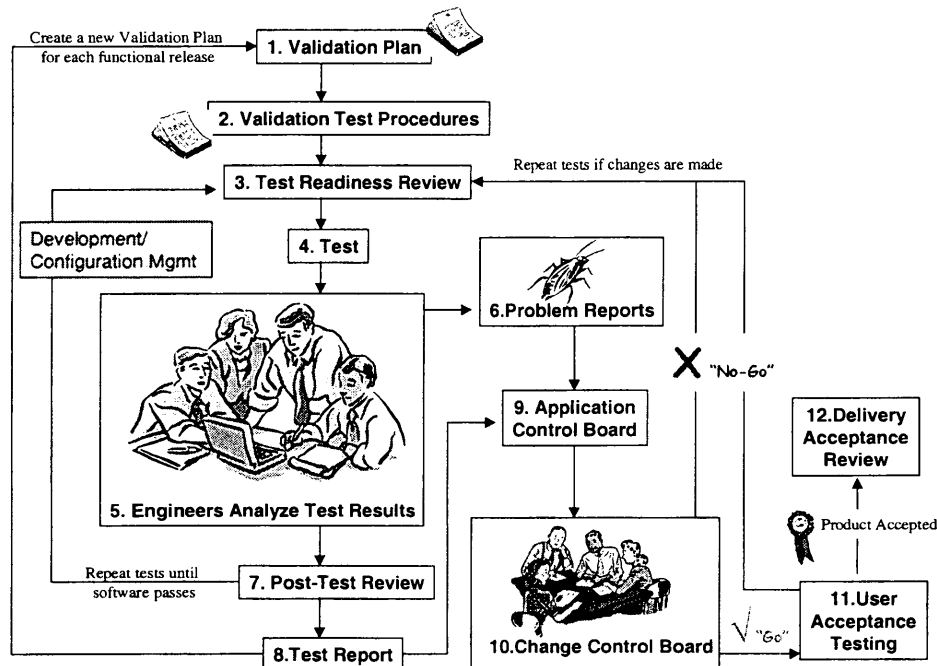 Create a new Validation Plan
for each functional release
1. Validation Plan
2. Validation Test Procedures
Repeat tests if changes are made
3. Test Readiness Review
Development/
Configuration Mgmt
4. Test
6.Problem Reports
X "No-Go"
9. Application
Control Board
12.Delivery
Acceptance
Review
5. Engineers Analyze Test Results
Product Accepted
Repeat tests until
software passes
7. Post-Test Review
11.User
Acceptance
Testing
√ "Go"
10.Change Control Board
8.Test Report